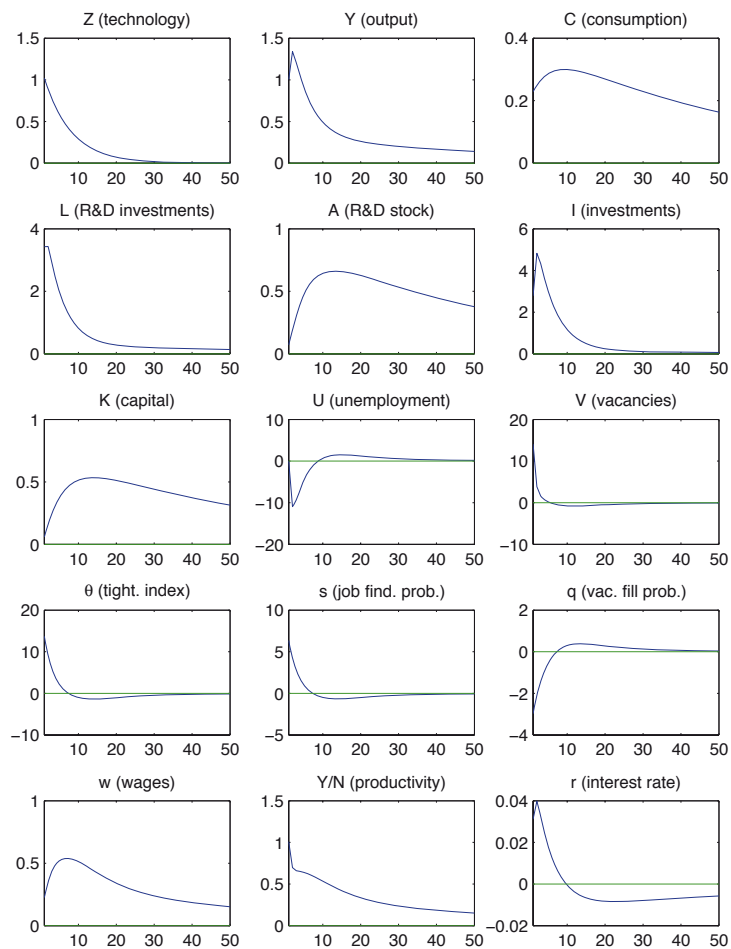 Z (technology)
Y (output)
C (consumption)
1.5
1
0.5
0
10 20 30 40 50
1.5
1
0.5
0
10 20 30 40 50
0.4
0.2
0
10 20 30 40 50
L (R&D investments)
A (R&D stock)
I (investments)
4
2
0
10 20 30 40 50
1
0.5
0
10 20 30 40 50
6
4
2
0
10 20 30 40 50
K (capital)
U (unemployment)
V (vacancies)
1
0.5
0
10 20 30 40 50
10
0
−10
−20
10 20 30 40 50
20
10
0
−10
10 20 30 40 50
θ (tight. index)
s (job find. prob.)
q (vac. fill prob.)
20
10
0
−10
10 20 30 40 50
10
5
0
−5
10 20 30 40 50
2
0
−2
−4
10 20 30 40 50
w (wages)
Y/N (productivity)
r (interest rate)
1
0.5
0
10 20 30 40 50
1.5
1
0.5
0
10 20 30 40 50
0.04
0.02
0
−0.02
10 20 30 40 50